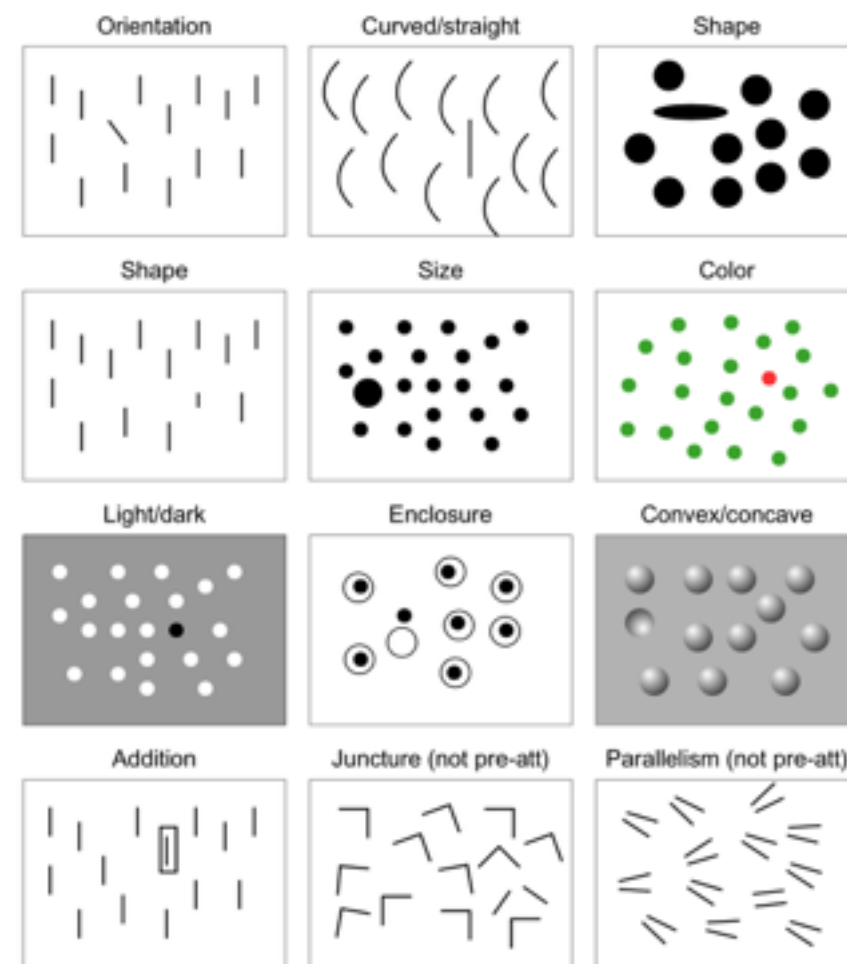 Orientation
Curved/straight
Shape
Shape
Size
Color
Light/dark
Enclosure
Convex/concave
Addition
Juncture (not pre-att)
Parallelism (not pre-att)